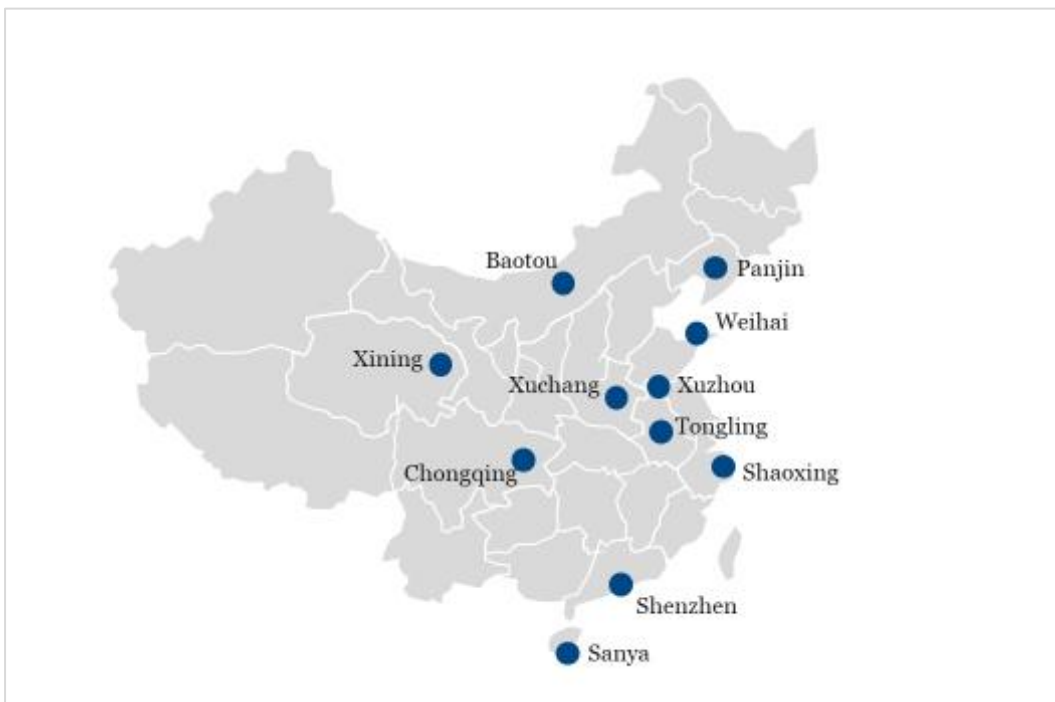 Baotou
Panjin
Weihai
Xining
Xuchang
Xuzhou
Tongling
Chongqing
Shaoxing
Shenzhen
Sanya